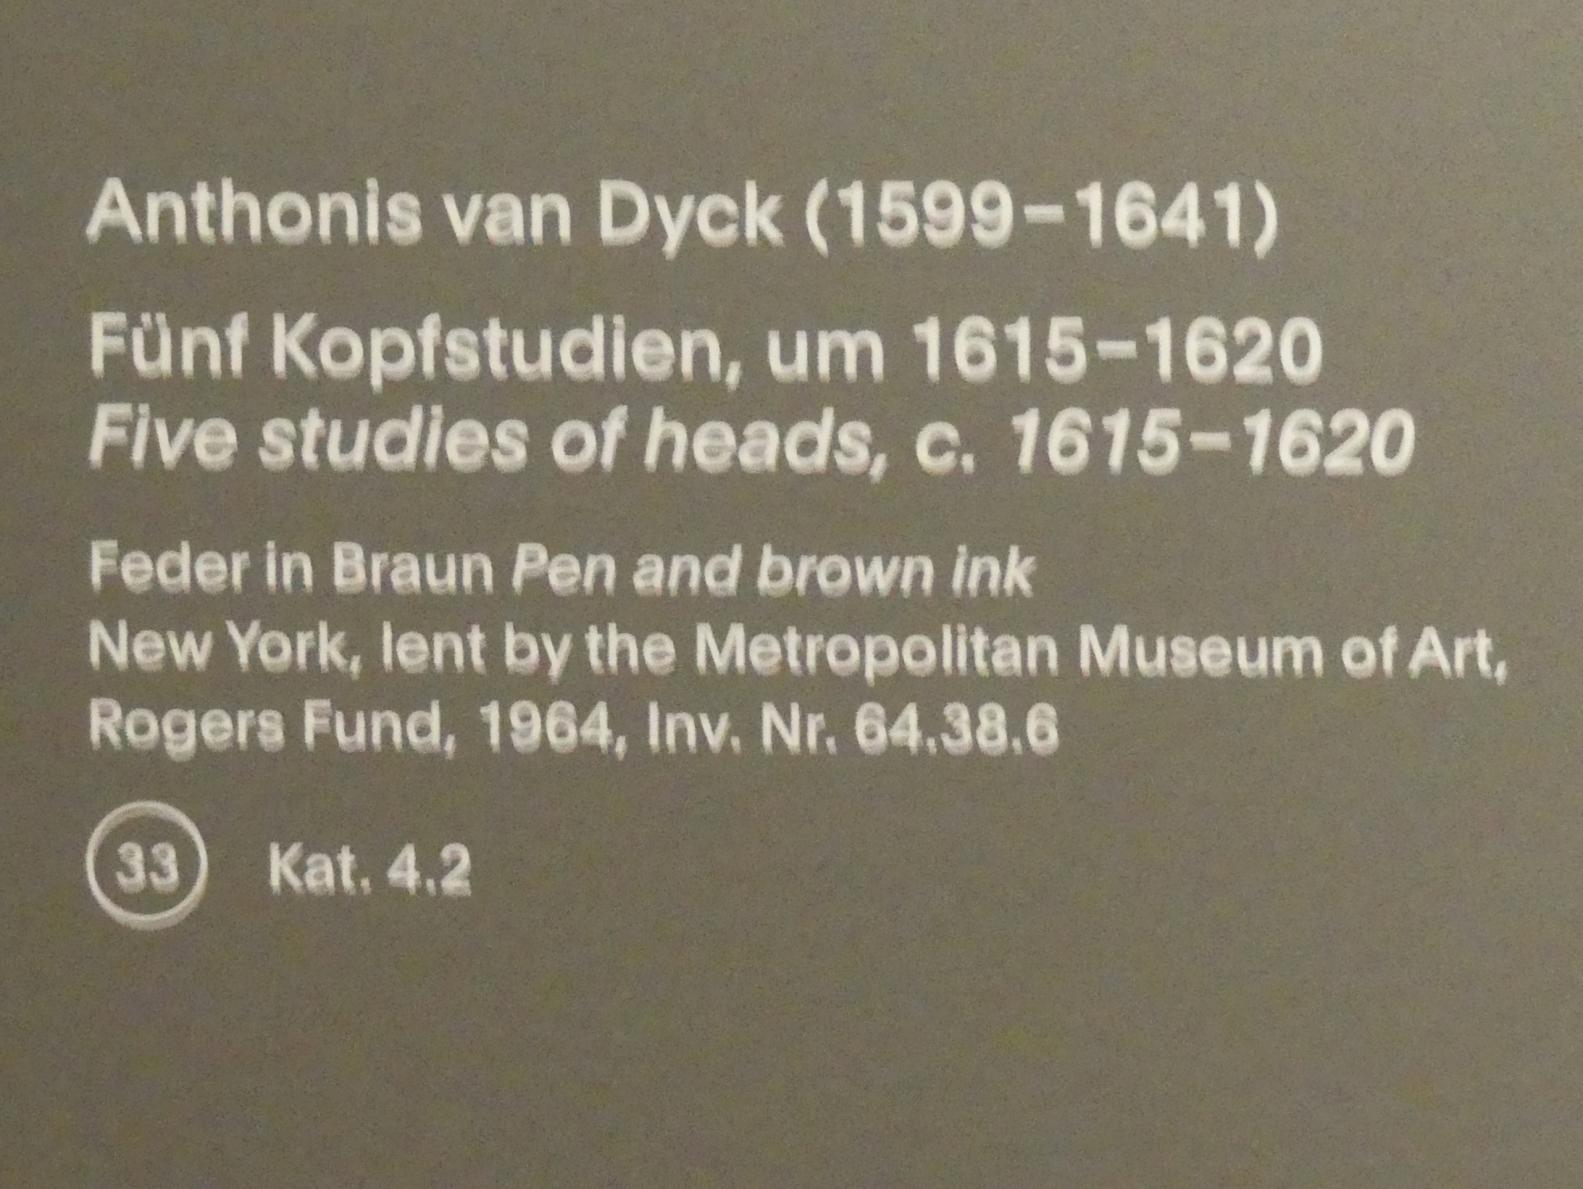 Anthonis van Dyck (1599–1641)
Fünf Kopfstudien, um 1615–1620
Five studies of heads, c. 1615–1620
Feder in Braun Pen and brown ink
New York, lent by the Metropolitan Museum of Art,
Rogers Fund, 1964, Inv. Nr. 64.38.6
33 Kat. 4.2